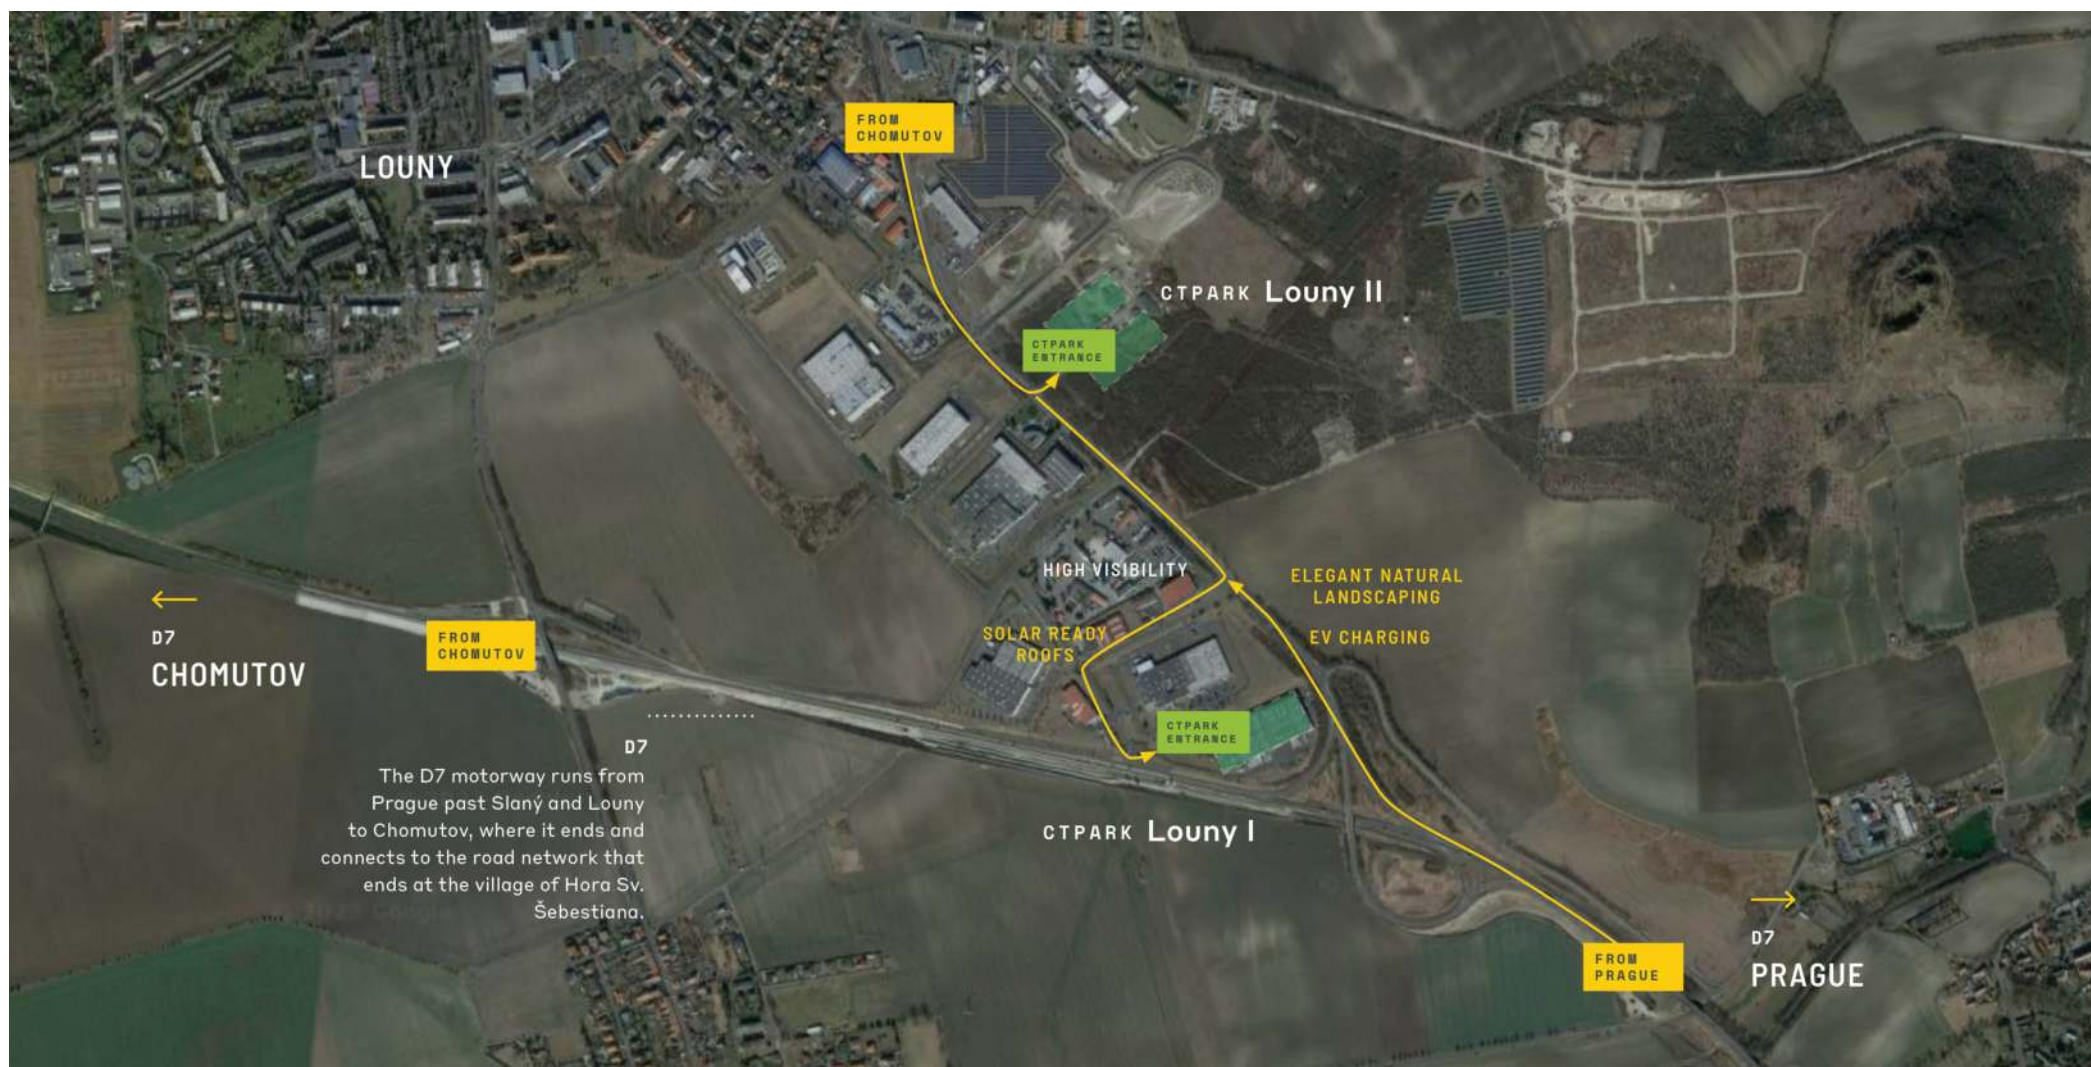 FROM
CHOMUTOV
LOUNY
CTPARK Louny II
CTPARK
ENTRANCE
HIGH VISIBILITY
ELEGANT NATURAL
LANDSCAPING
EV CHARGING
SOLAR READY
ROOFS
D7
CHOMUTOV
FROM
CHOMUTOV
CTPARK
ENTRANCE
D7
The D7 motorway runs from
Prague past Slaný and Louny
to Chomutov, where it ends and
connects to the road network that
ends at the village of Hora Sv.
Šebestiana.
CTPARK Louny I
FROM
PRAGUE
D7
PRAGUE